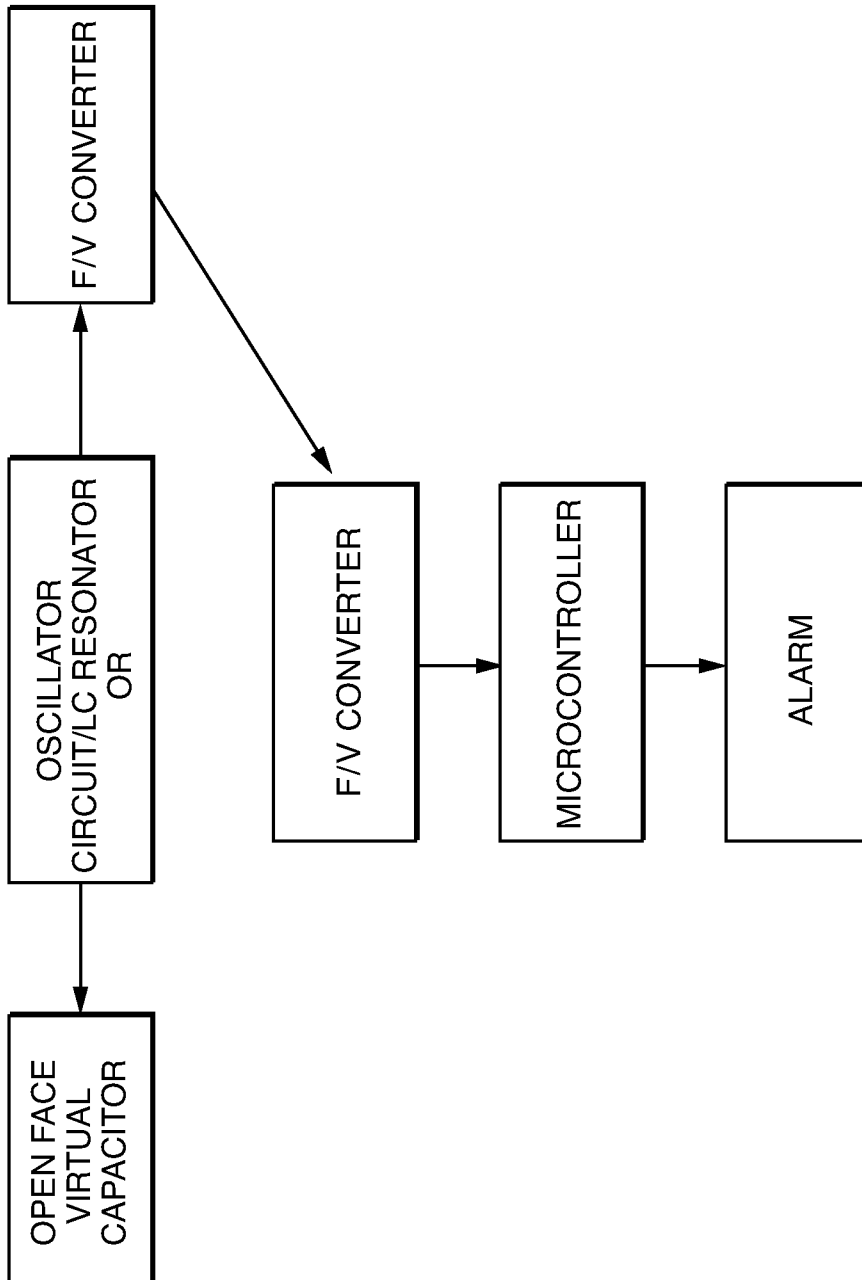 OPEN FACE
VIRTUAL
CAPACITOR
OSCILLATOR
CIRCUIT/LC RESONATOR
OR
F/V CONVERTER
F/V CONVERTER
MICROCONTROLLER
ALARM